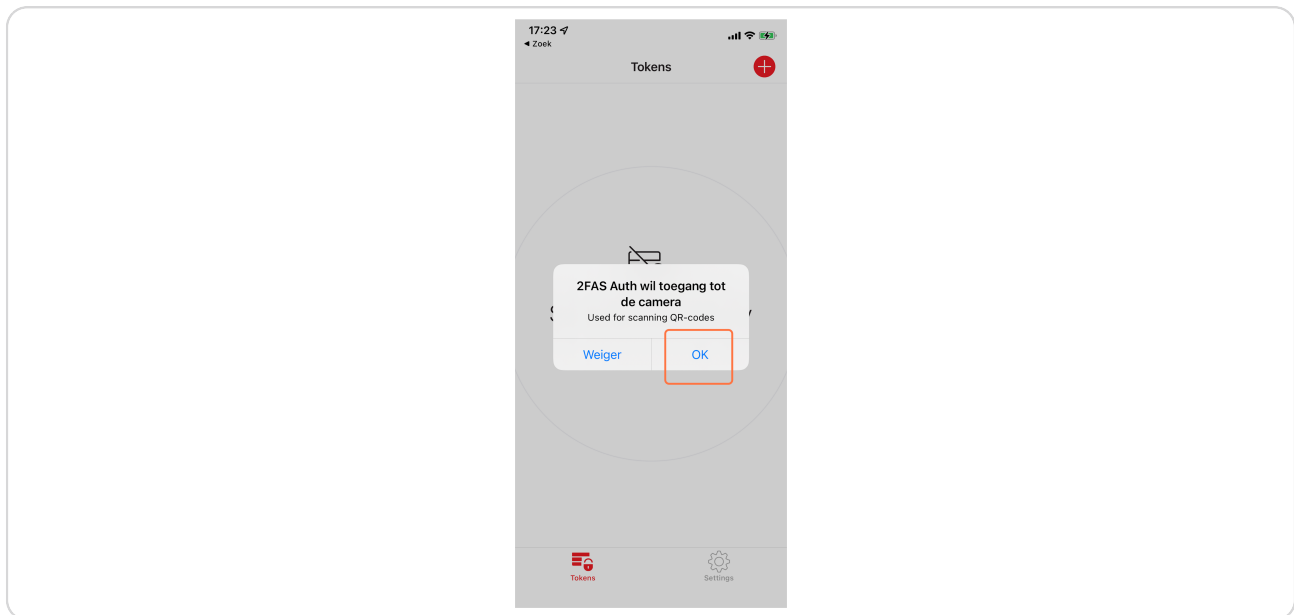 17:23
◀ Zoek
Tokens
2FAS Auth wil toegang tot
de camera
Used for scanning QR-codes
Weiger
OK
Tokens
Settings